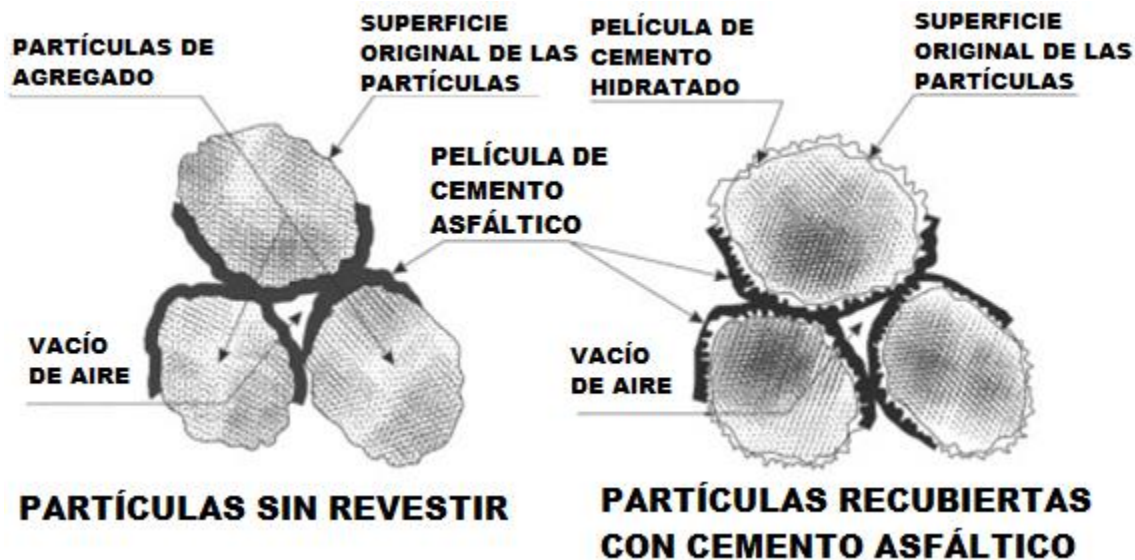 PARTÍCULAS DE
AGREGADO
SUPERFICIE
ORIGINAL DE LAS
PARTÍCULAS
PELÍCULA DE
CEMENTO
HIDRATADO
SUPERFICIE
ORIGINAL DE LAS
PARTÍCULAS
PELÍCULA DE
CEMENTO
ASFÁLTICO
VACÍO
DE AIRE
VACÍO
DE AIRE
PARTÍCULAS SIN REVESTIR
PARTÍCULAS RECUBIERTAS
CON CEMENTO ASFÁLTICO